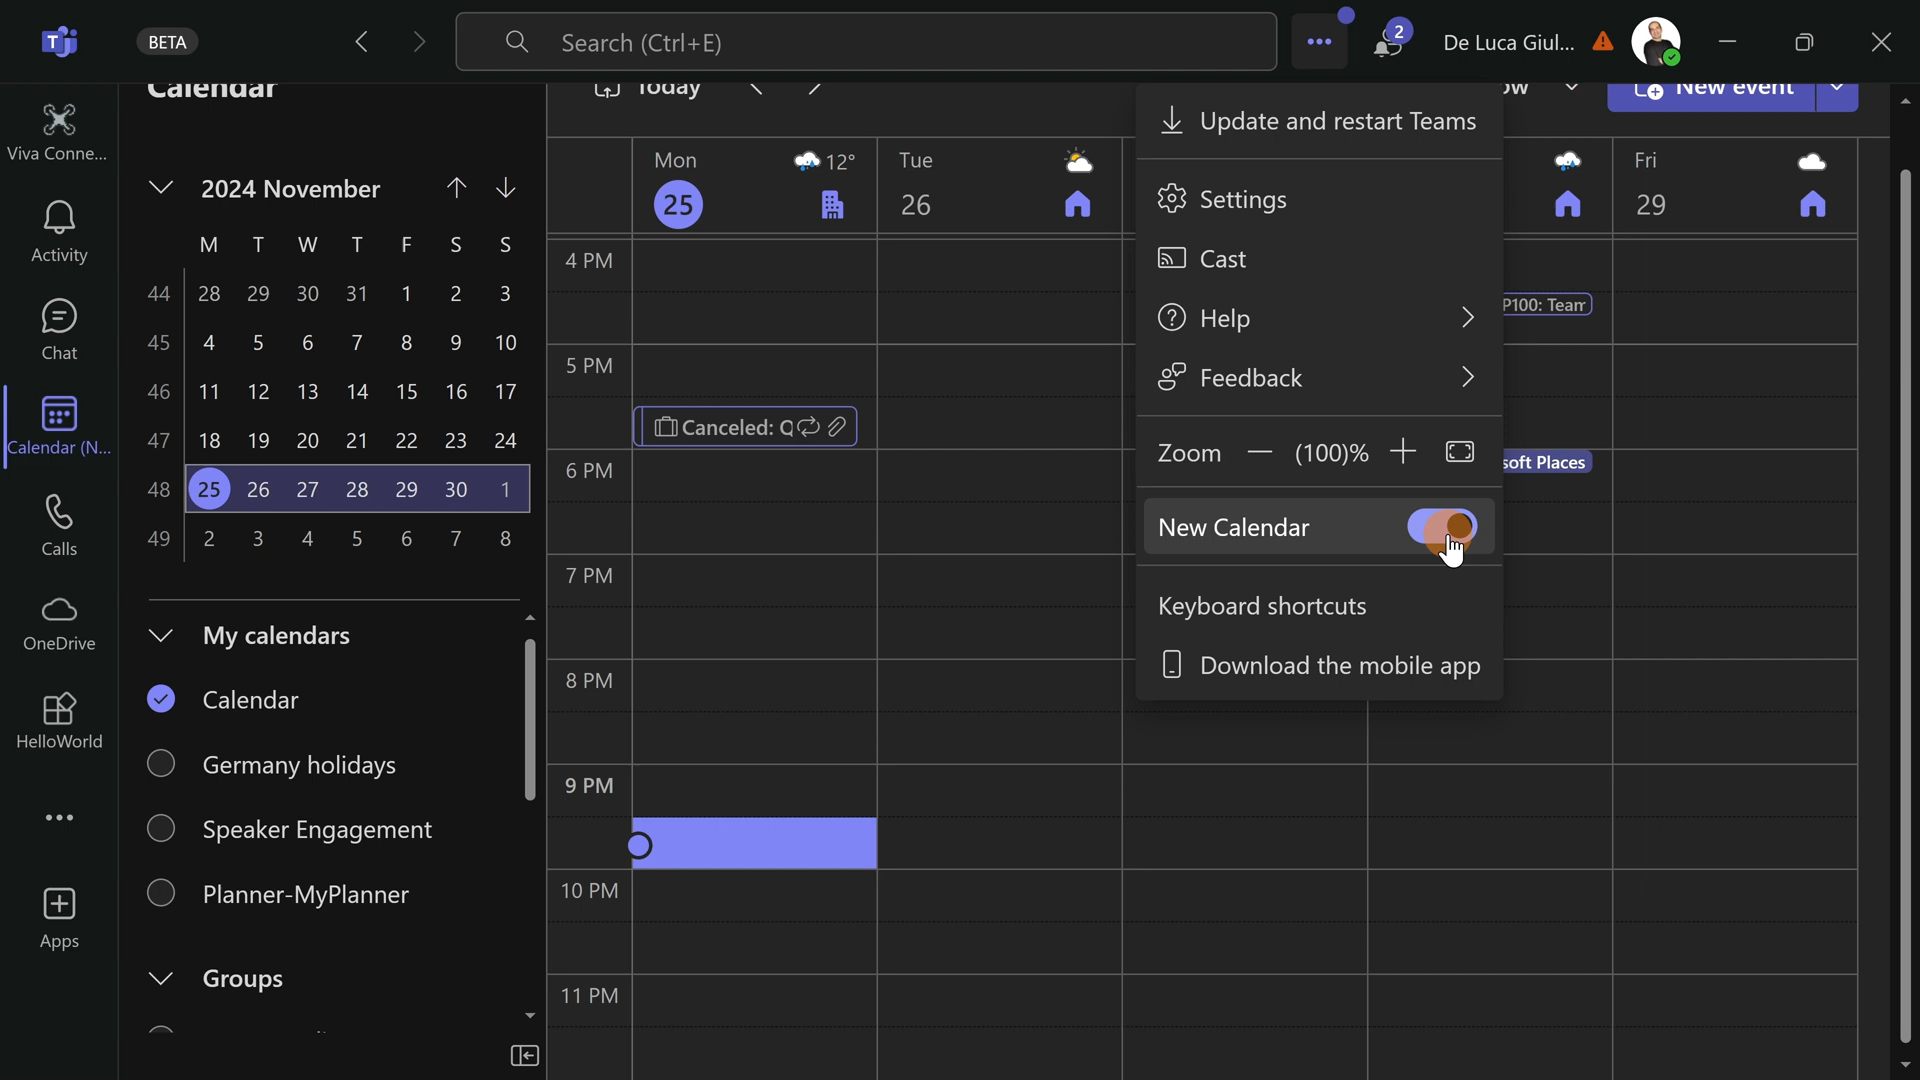 BETA
Search (Ctrl+E)
2
De Luca Giul...
Viva Conne...
Activity
Chat
Calendar (N...
Calls
OneDrive
HelloWorld
Apps
Calendar
2024 November
M T W T F S S
44 28 29 30 31 1 2 3
45 4 5 6 7 8 9 10
46 11 12 13 14 15 16 17
47 18 19 20 21 22 23 24
48 25 26 27 28 29 30 1
49 2 3 4 5 6 7 8
My calendars
Calendar
Germany holidays
Speaker Engagement
Planner-MyPlanner
Groups
Today
New event
Mon 12°
25
Tue
26
Fri
29
4 PM
5 PM
6 PM
7 PM
8 PM
9 PM
10 PM
11 PM
Canceled: Q
P100: Tear
soft Places
Update and restart Teams
Settings
Cast
Help
Feedback
Zoom — (100)% +
New Calendar
Keyboard shortcuts
Download the mobile app